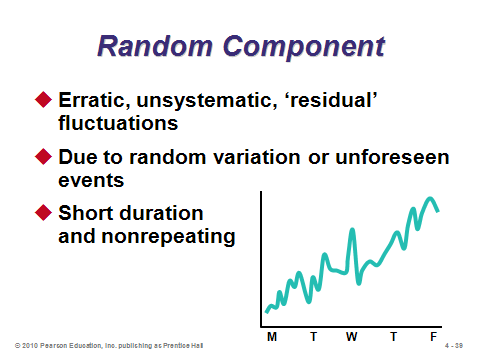 Random Component
Erratic, unsystematic, ‘residual’
fluctuations
Due to random variation or unforeseen
events
Short duration
and nonrepeating
M T W T F
© 2010 Pearson Education, Inc. publishing as Prentice Hall
4 - 39